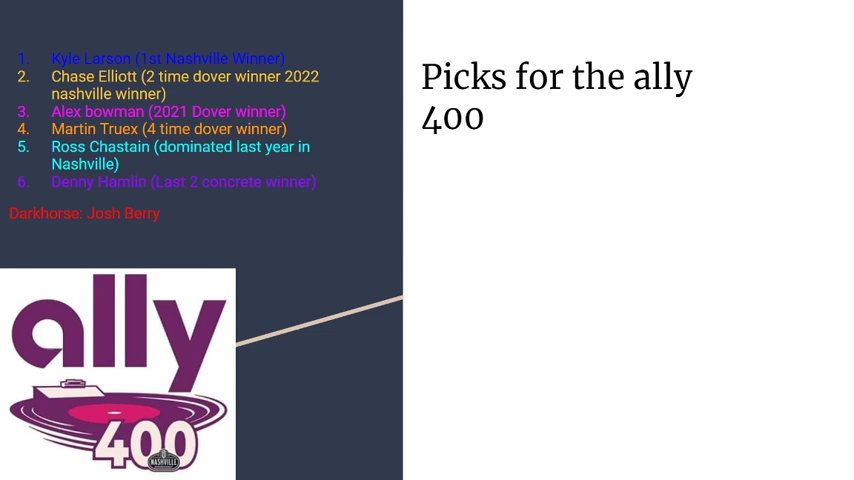 1. Kyle Larson (1st Nashville Winner)
2. Chase Elliott (2 time dover winner 2022
nashville winner)
3. Alex bowman (2021 Dover winner)
4. Martin Truex (4 time dover winner)
5. Ross Chastain (dominated last year in
Nashville)
6. Denny Hamlin (Last 2 concrete winner)
Darkhorse: Josh Berry
ally
400
NASHVILLE
Picks for the ally
400